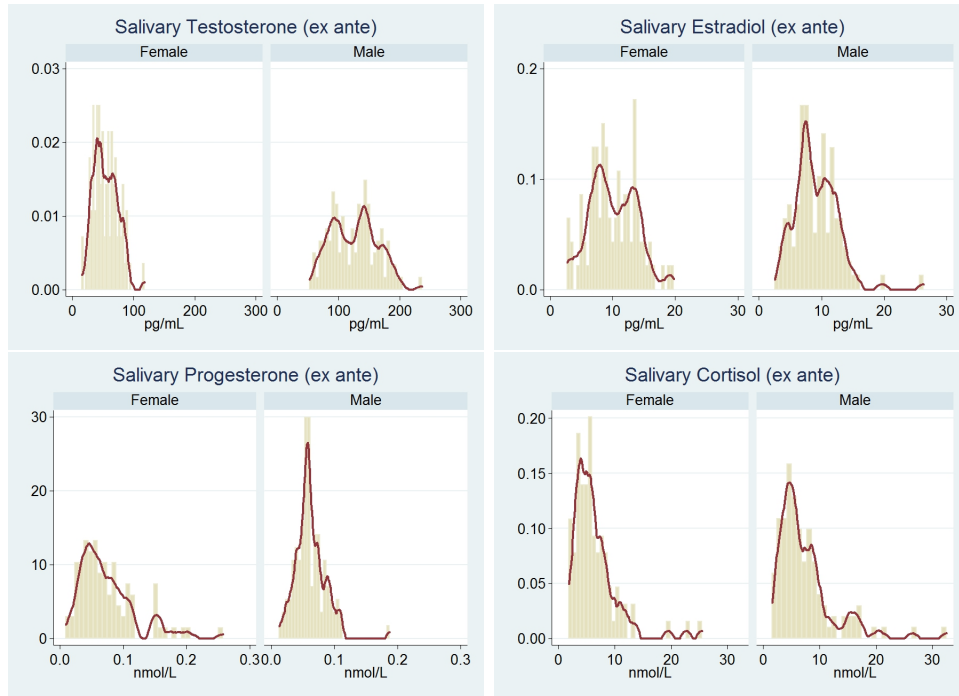 Salivary Testosterone (ex ante)
Female Male
0.03
0.02
0.01
0.00
0 100 200 300 0 100 200 300
pg/mL pg/mL
Salivary Estradiol (ex ante)
Female Male
0.2
0.1
0.0
0 10 20 30 0 10 20 30
pg/mL pg/mL
Salivary Progesterone (ex ante)
Female Male
30
20
10
0
0.0 0.1 0.2 0.3 0.0 0.1 0.2 0.3
nmol/L nmol/L
Salivary Cortisol (ex ante)
Female Male
0.20
0.15
0.10
0.05
0.00
0 10 20 30 0 10 20 30
nmol/L nmol/L